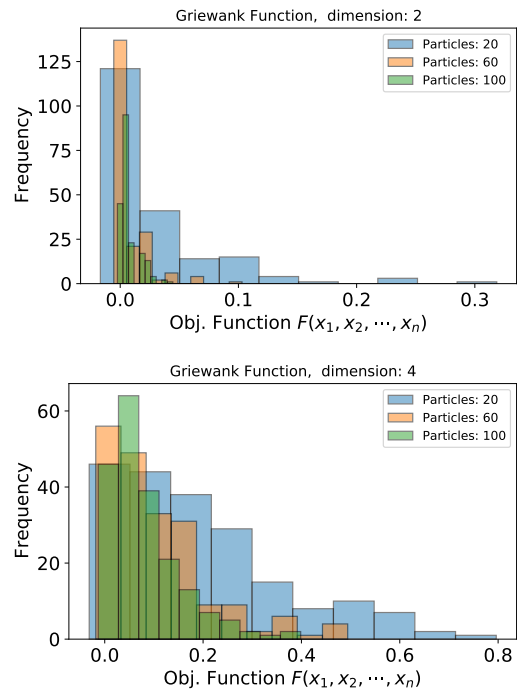 Griewank Function,  dimension: 2
Particles: 20
Particles: 60
Particles: 100
Frequency
125
100
75
50
25
0
0.0 0.1 0.2 0.3
Obj. Function F(x₁, x₂, ⋯, xₙ)
Griewank Function,  dimension: 4
Particles: 20
Particles: 60
Particles: 100
Frequency
60
40
20
0
0.0 0.2 0.4 0.6 0.8
Obj. Function F(x₁, x₂, ⋯, xₙ)